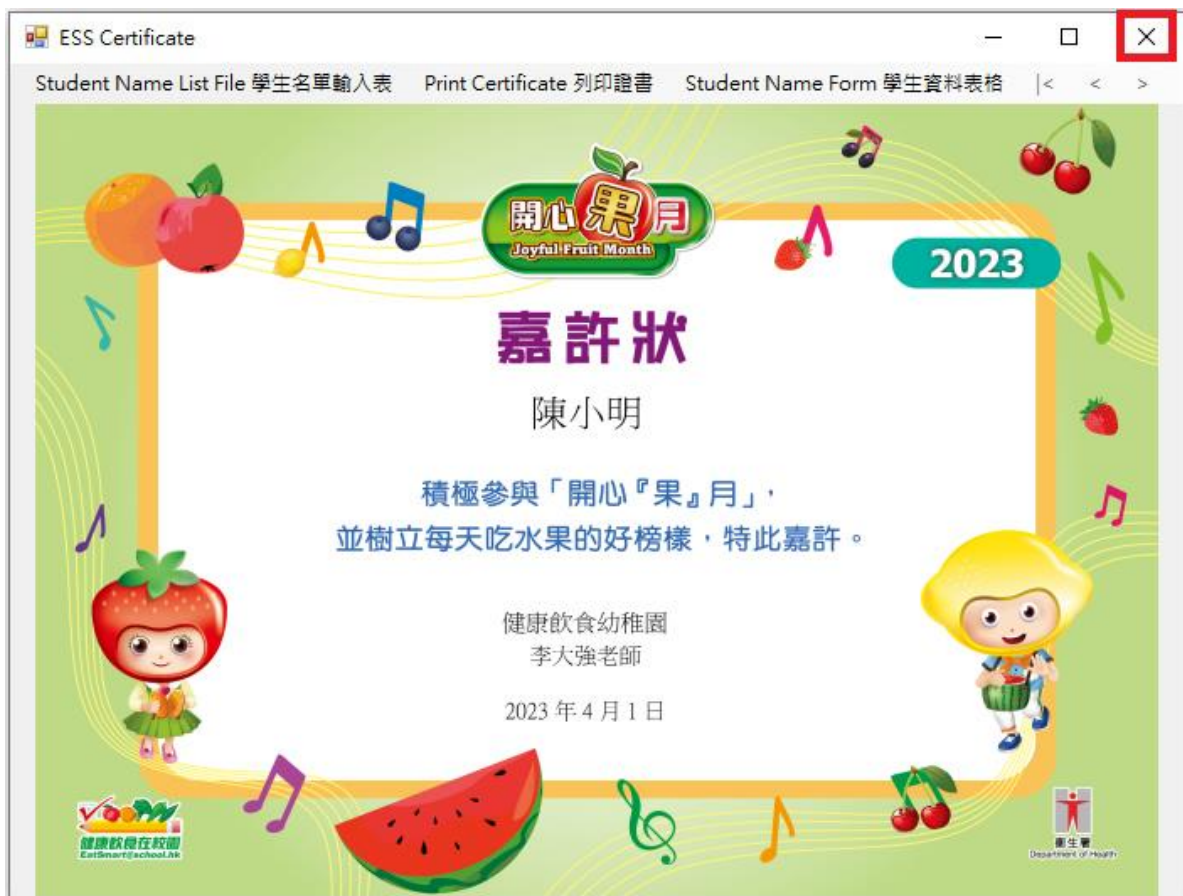 ESS Certificate
Student Name List File 學生名單輸入表 Print Certificate 列印證書 Student Name Form 學生資料表格 |< < >
開心果月
Joyful Fruit Month
2023
嘉許狀
陳小明
積極參與「開心『果』月」，
並樹立每天吃水果的好榜樣，特此嘉許。
健康飲食幼稚園
李大強老師
2023 年 4 月 1 日
健康飲食在校園
EatSmart@school.hk
衞生署
Department of Health